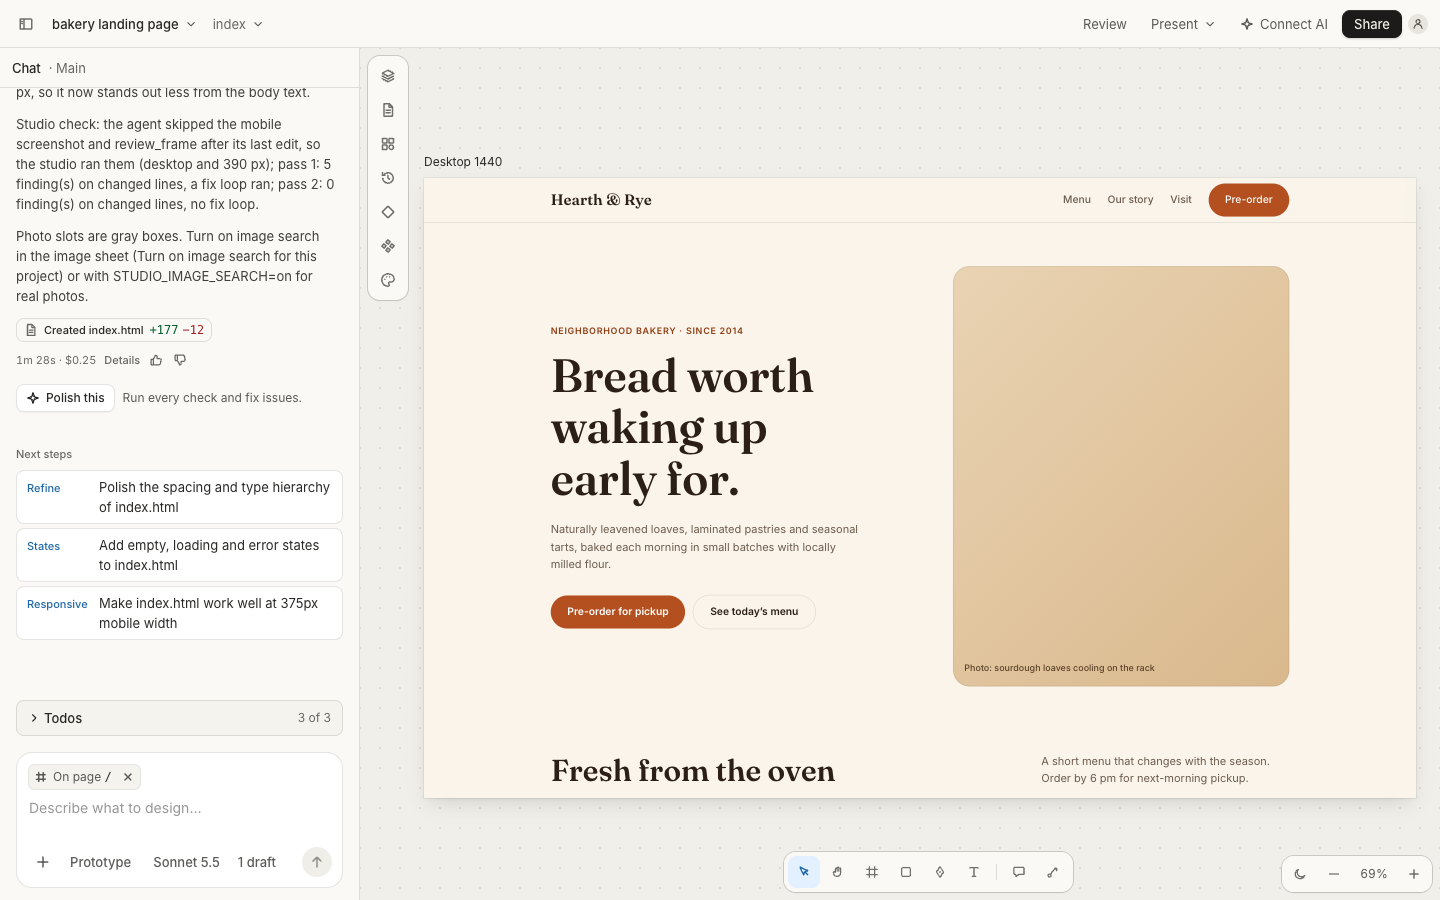 bakery landing page
index
Review
Present
Connect AI
Share
Chat · Main
px, so it now stands out less from the body text.
Studio check: the agent skipped the mobile
screenshot and review_frame after its last edit, so
the studio ran them (desktop and 390 px); pass 1: 5
finding(s) on changed lines, a fix loop ran; pass 2: 0
finding(s) on changed lines, no fix loop.
Photo slots are gray boxes. Turn on image search
in the image sheet (Turn on image search for this
project) or with STUDIO_IMAGE_SEARCH=on for
real photos.
Created index.html +177 −12
1m 28s · $0.25 Details
Polish this
Run every check and fix issues.
Next steps
Refine
Polish the spacing and type hierarchy
of index.html
States
Add empty, loading and error states
to index.html
Responsive
Make index.html work well at 375px
mobile width
Todos
3 of 3
On page /
Describe what to design...
Prototype
Sonnet 5.5
1 draft
Desktop 1440
Hearth & Rye
Menu
Our story
Visit
Pre-order
NEIGHBORHOOD BAKERY · SINCE 2014
Bread worth
waking up
early for.
Naturally leavened loaves, laminated pastries and seasonal
tarts, baked each morning in small batches with locally
milled flour.
Pre-order for pickup
See today’s menu
Photo: sourdough loaves cooling on the rack
Fresh from the oven
A short menu that changes with the season.
Order by 6 pm for next-morning pickup.
69%